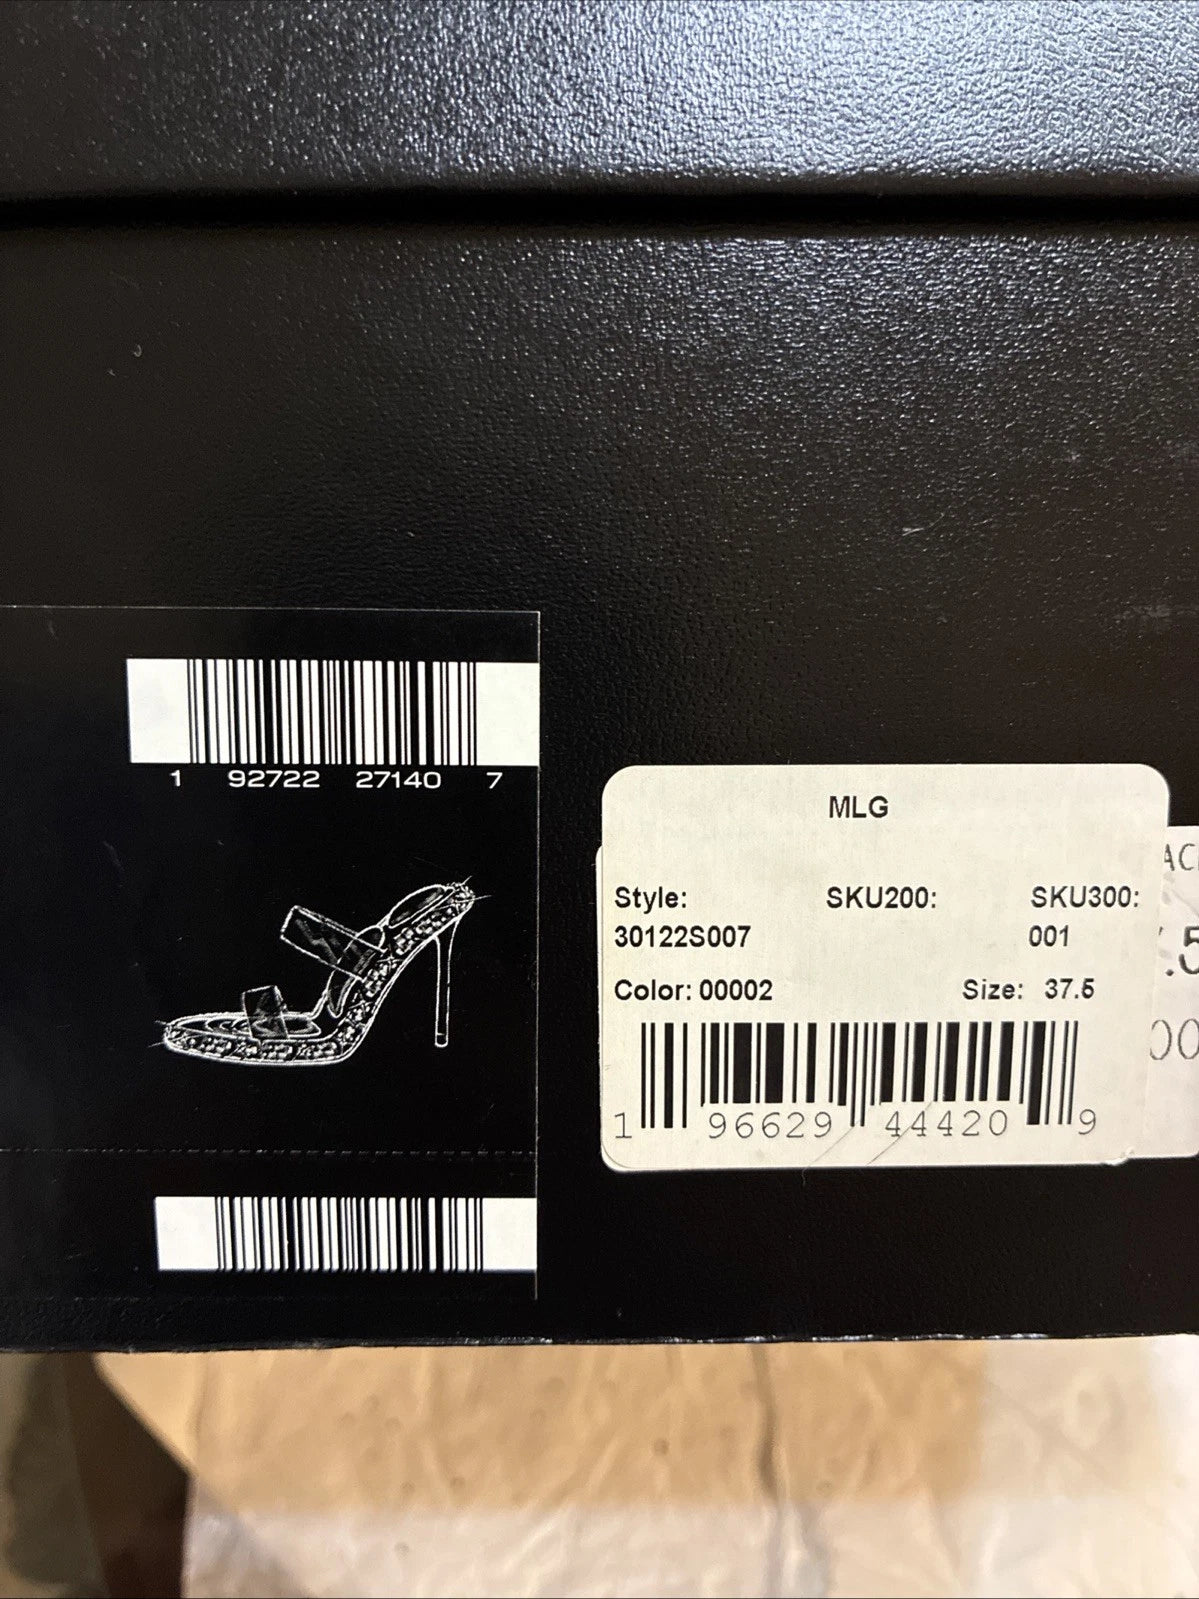 1 92722 27140 7
MLG
Style: SKU200: SKU300:
30122S007 001
Color: 00002 Size: 37.5
1 96629 44420 9